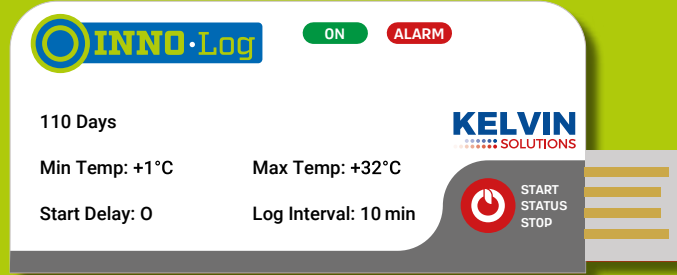 INNO·Log
ON
ALARM
110 Days
KELVIN
SOLUTIONS
Min Temp: +1°C
Max Temp: +32°C
Start Delay: O
Log Interval: 10 min
START
STATUS
STOP